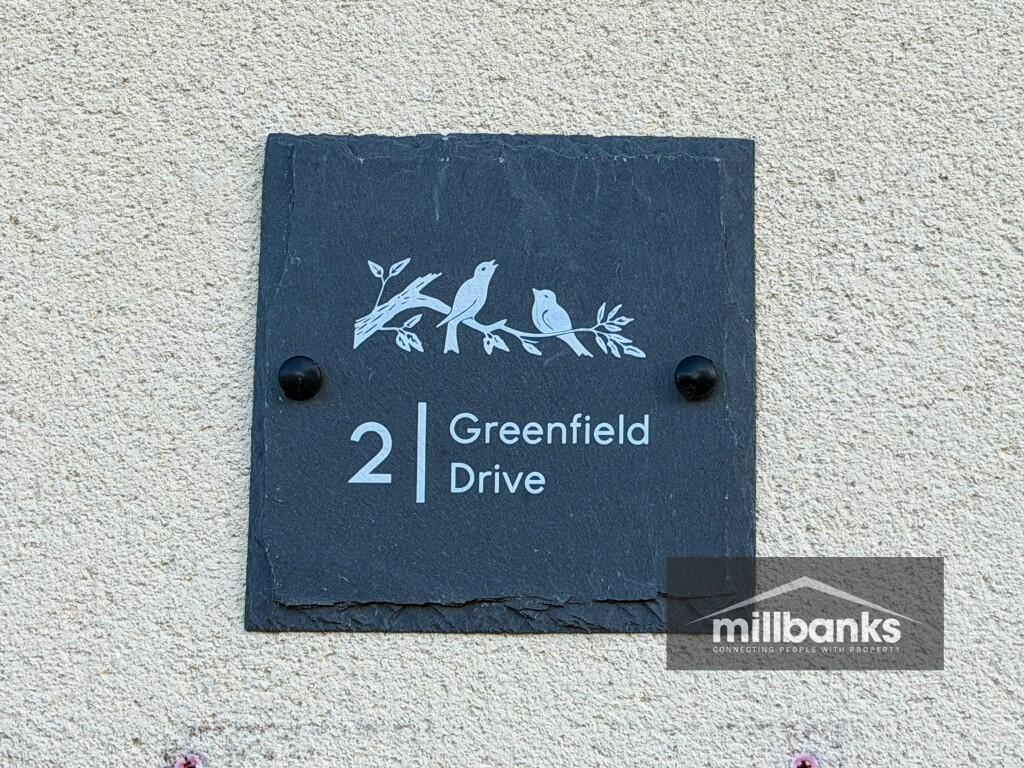 2
Greenfield
Drive
millbanks
CONNECTING PEOPLE WITH PROPERTY